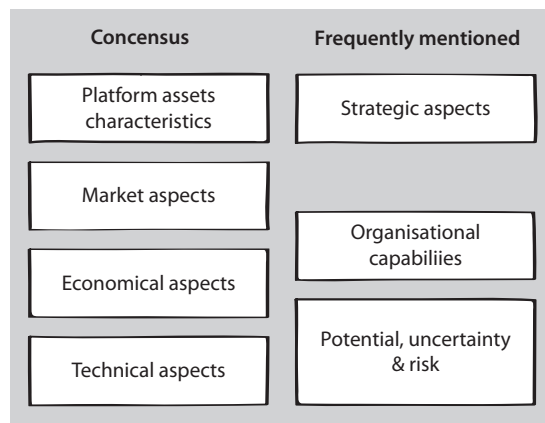 Concensus
Platform assets
characteristics
Market aspects
Economical aspects
Technical aspects
Frequently mentioned
Strategic aspects
Organisational
capabiliies
Potential, uncertainty
& risk